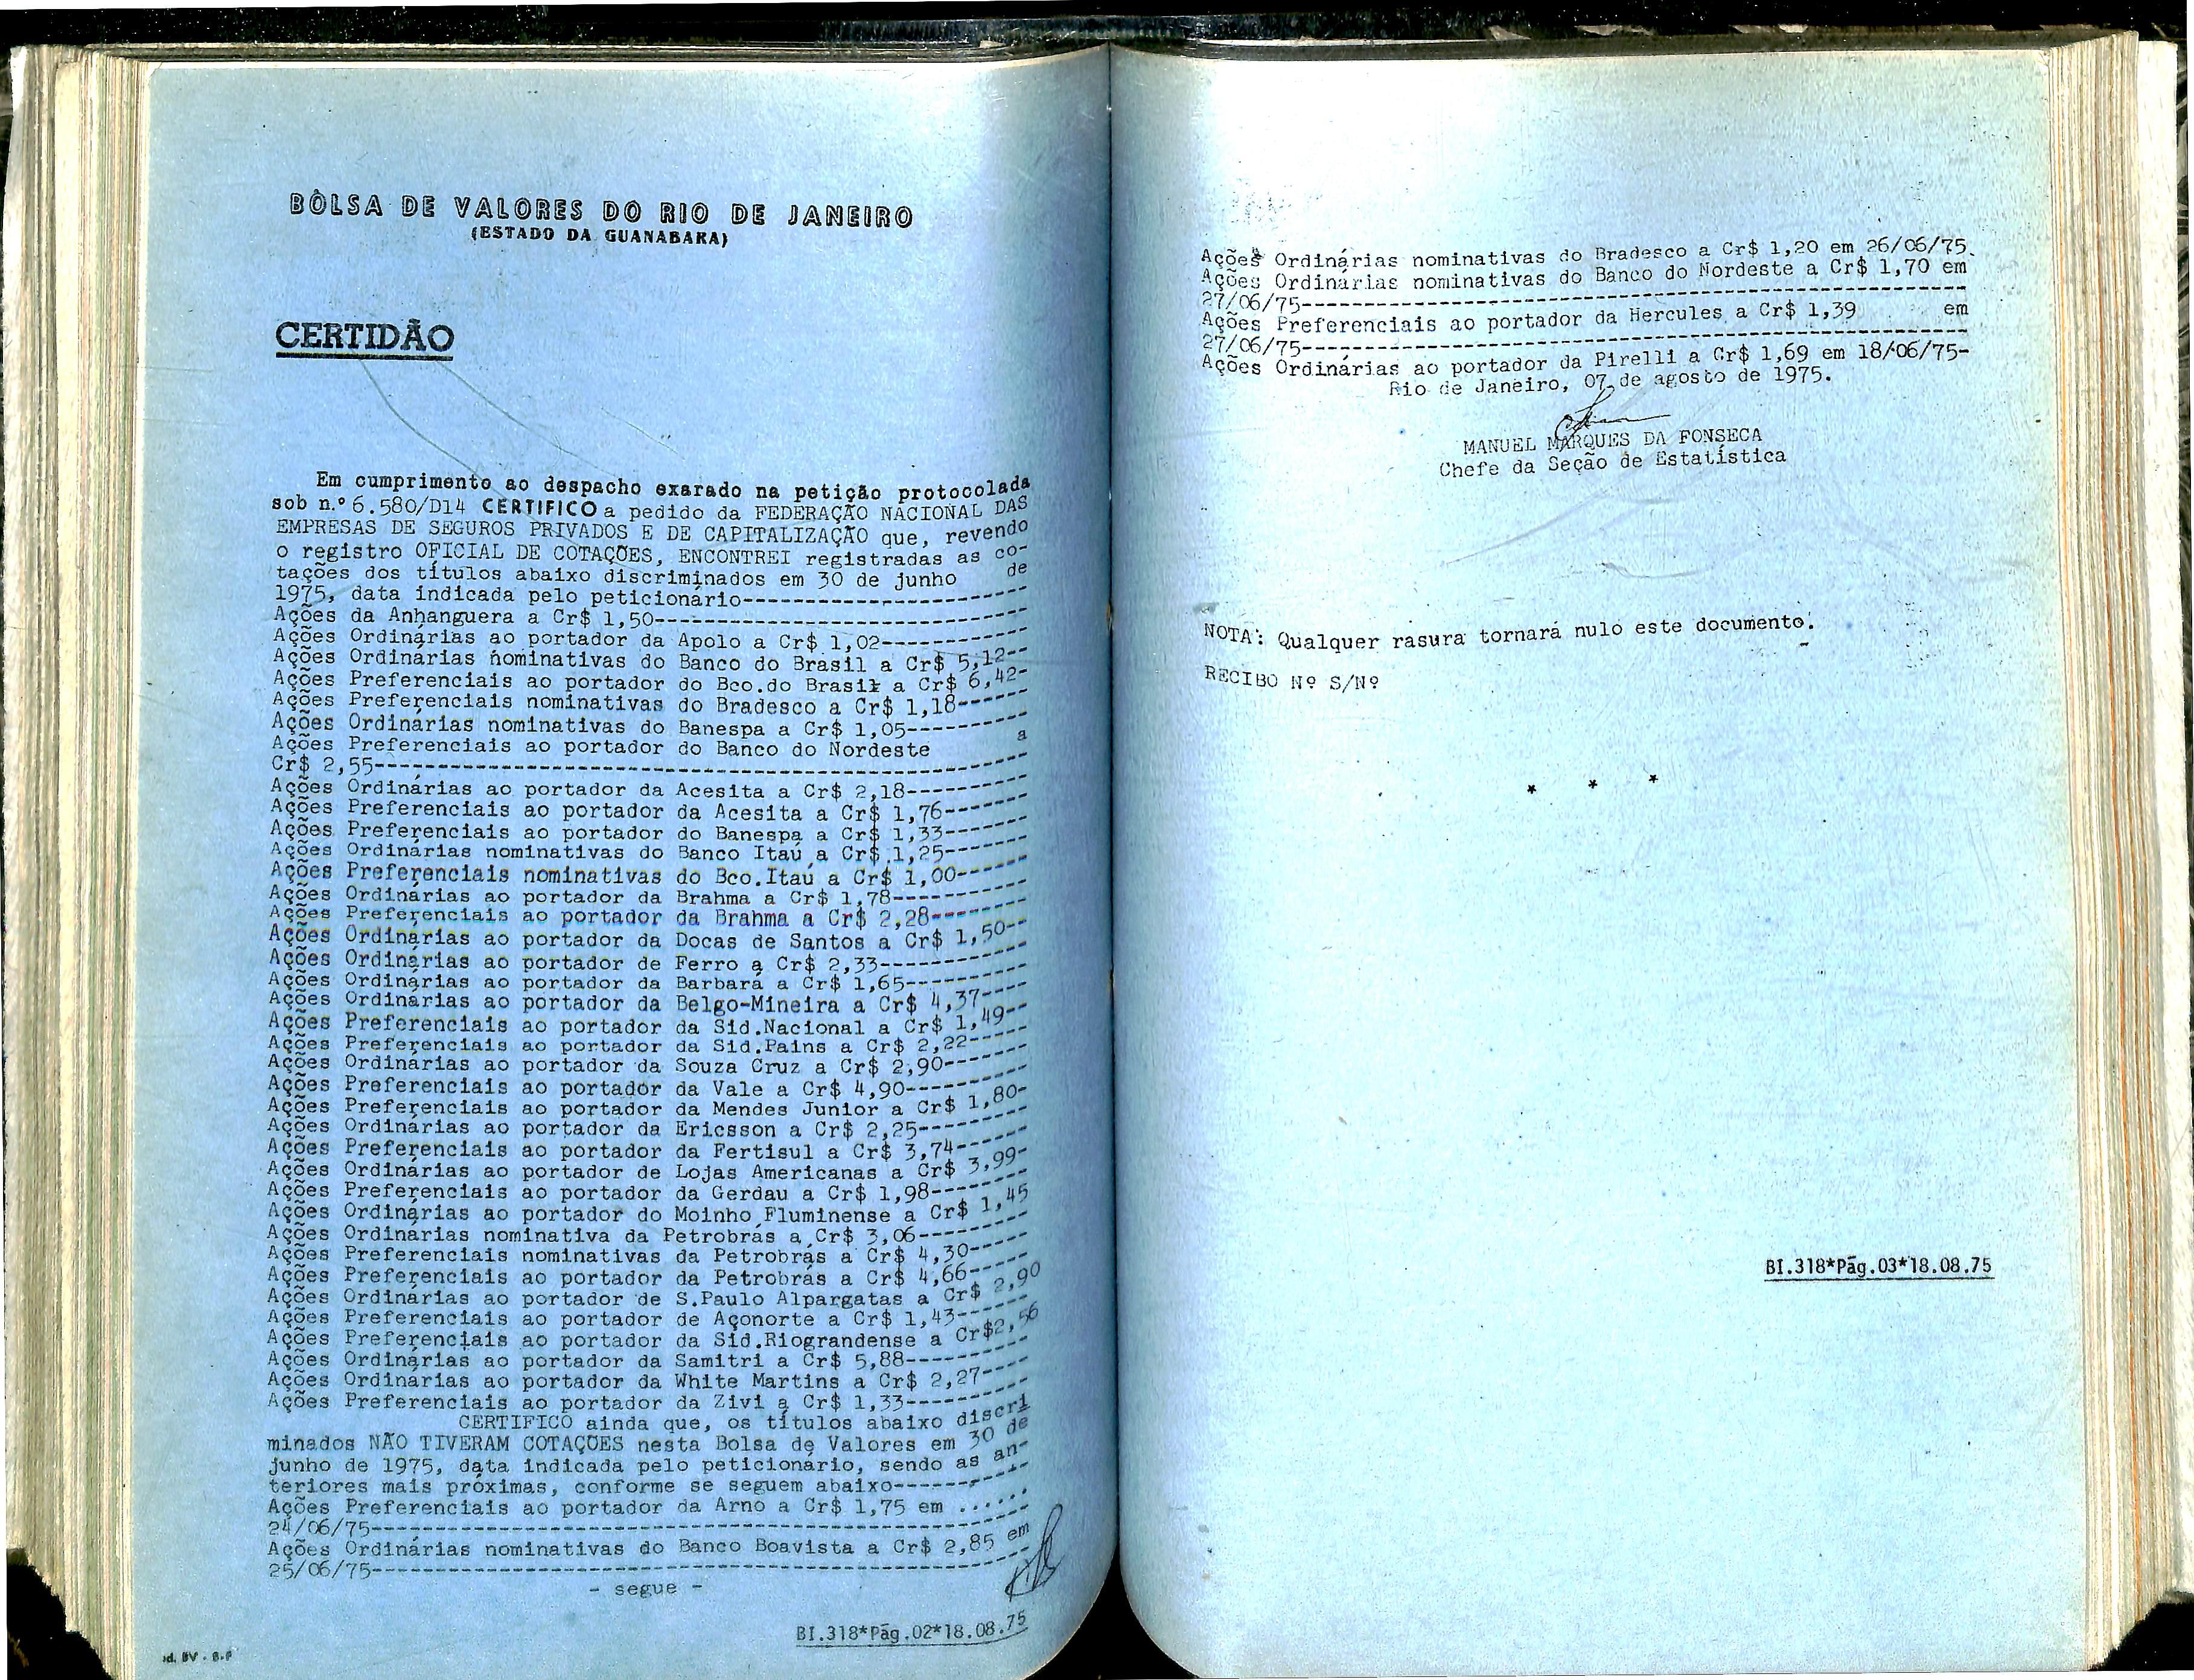 BOLSA DE VALORES DO RIO DE JANEIRO
(ESTADO DA GUANABARA)
CERTIDÃO
Em cumprimento ao despacho exarado na petição protocolada
sob n.º 6.580/D14 CERTIFICO a pedido da FEDERAÇÃO NACIONAL DAS
EMPRESAS DE SEGUROS PRIVADOS E DE CAPITALIZAÇÃO que, revendo
o registro OFICIAL DE COTAÇÕES, ENCONTREI registradas as co-
tações dos títulos abaixo discriminados em 30 de junho de
1975, data indicada pelo peticionário-----------------------
Ações da Anhanguera a Cr$ 1,50------------------------------
Ações Ordinárias ao portador da Apolo a Cr$ 1,02------------
Ações Ordinárias nominativas do Banco do Brasil a Cr$ 5,12--
Ações Preferenciais ao portador do Bco.do Brasil a Cr$ 6,42-
Ações Preferenciais nominativas do Bradesco a Cr$ 1,18------
Ações Ordinárias nominativas do Banespa a Cr$ 1,05----------
Ações Preferenciais ao portador do Banco do Nordeste a
Cr$ 2,55----------------------------------------------------
Ações Ordinárias ao portador da Acesita a Cr$ 2,18----------
Ações Preferenciais ao portador da Acesita a Cr$ 1,76-------
Ações Preferenciais ao portador do Banespa a Cr$ 1,33-------
Ações Ordinárias nominativas do Banco Itaú a Cr$ 1,25-------
Ações Preferenciais nominativas do Bco.Itaú a Cr$ 1,00------
Ações Ordinárias ao portador da Brahma a Cr$ 1,78-----------
Ações Preferenciais ao portador da Brahma a Cr$ 2,28--------
Ações Ordinárias ao portador da Docas de Santos a Cr$ 1,50--
Ações Ordinárias ao portador de Ferro a Cr$ 2,33------------
Ações Ordinárias ao portador da Barbará a Cr$ 1,65----------
Ações Ordinárias ao portador da Belgo-Mineira a Cr$ 4,37----
Ações Preferenciais ao portador da Sid.Nacional a Cr$ 1,49--
Ações Preferenciais ao portador da Sid.Pains a Cr$ 2,22-----
Ações Ordinárias ao portador da Souza Cruz a Cr$ 2,90-------
Ações Preferenciais ao portador da Vale a Cr$ 4,90----------
Ações Preferenciais ao portador da Mendes Junior a Cr$ 1,80-
Ações Ordinárias ao portador da Ericsson a Cr$ 2,25---------
Ações Preferenciais ao portador da Fertisul a Cr$ 3,74------
Ações Ordinárias ao portador de Lojas Americanas a Cr$ 3,99-
Ações Preferenciais ao portador da Gerdau a Cr$ 1,98--------
Ações Ordinárias ao portador do Moinho Fluminense a Cr$ 1,45
Ações Ordinárias nominativa da Petrobrás a Cr$ 3,06---------
Ações Preferenciais nominativas da Petrobrás a Cr$ 4,30-----
Ações Preferenciais ao portador da Petrobrás a Cr$ 4,66-----
Ações Ordinárias ao portador de S.Paulo Alpargatas a Cr$ 2,90
Ações Preferenciais ao portador de Açonorte a Cr$ 1,43------
Ações Preferenciais ao portador da Sid.Riograndense a Cr$2,56
Ações Ordinárias ao portador da Samitri a Cr$ 5,88----------
Ações Ordinárias ao portador da White Martins a Cr$ 2,27----
Ações Preferenciais ao portador da Zivi a Cr$ 1,33----------
CERTIFICO ainda que, os títulos abaixo discri
minados NÃO TIVERAM COTAÇÕES nesta Bolsa de Valores em 30 de
junho de 1975, data indicada pelo peticionário, sendo as an-
teriores mais próximas, conforme se seguem abaixo-----------
Ações Preferenciais ao portador da Arno a Cr$ 1,75 em ......
24/06/75----------------------------------------------------
Ações Ordinárias nominativas do Banco Boavista a Cr$ 2,85 em
25/06/75----------------------------------------------------
- segue -
BI.318*Pág.02*18.08.75
Ações Ordinárias nominativas do Bradesco a Cr$ 1,20 em 26/06/75.
Ações Ordinárias nominativas do Banco do Nordeste a Cr$ 1,70 em
27/06/75-----------------------------------------------------
Ações Preferenciais ao portador da Hercules a Cr$ 1,39 em
27/06/75-----------------------------------------------------
Ações Ordinárias ao portador da Pirelli a Cr$ 1,69 em 18/06/75-
Rio de Janeiro, 07 de agosto de 1975.
MANUEL MARQUES DA FONSECA
Chefe da Seção de Estatística
NOTA: Qualquer rasura tornará nulo este documento.
RECIBO Nº S/Nº
* * *
BI.318*Pág.03*18.08.75